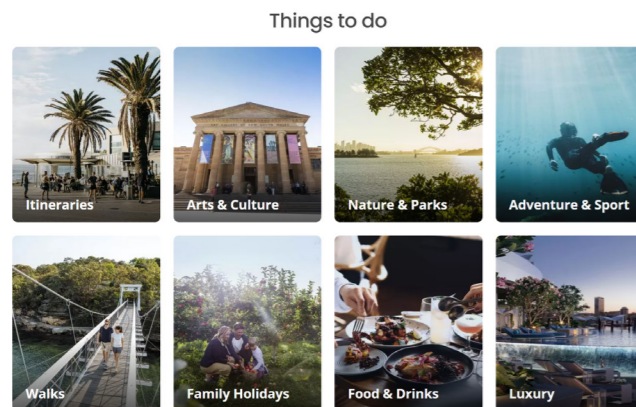 Things to do
Itineraries
Arts & Culture
Nature & Parks
Adventure & Sport
Walks
Family Holidays
Food & Drinks
Luxury